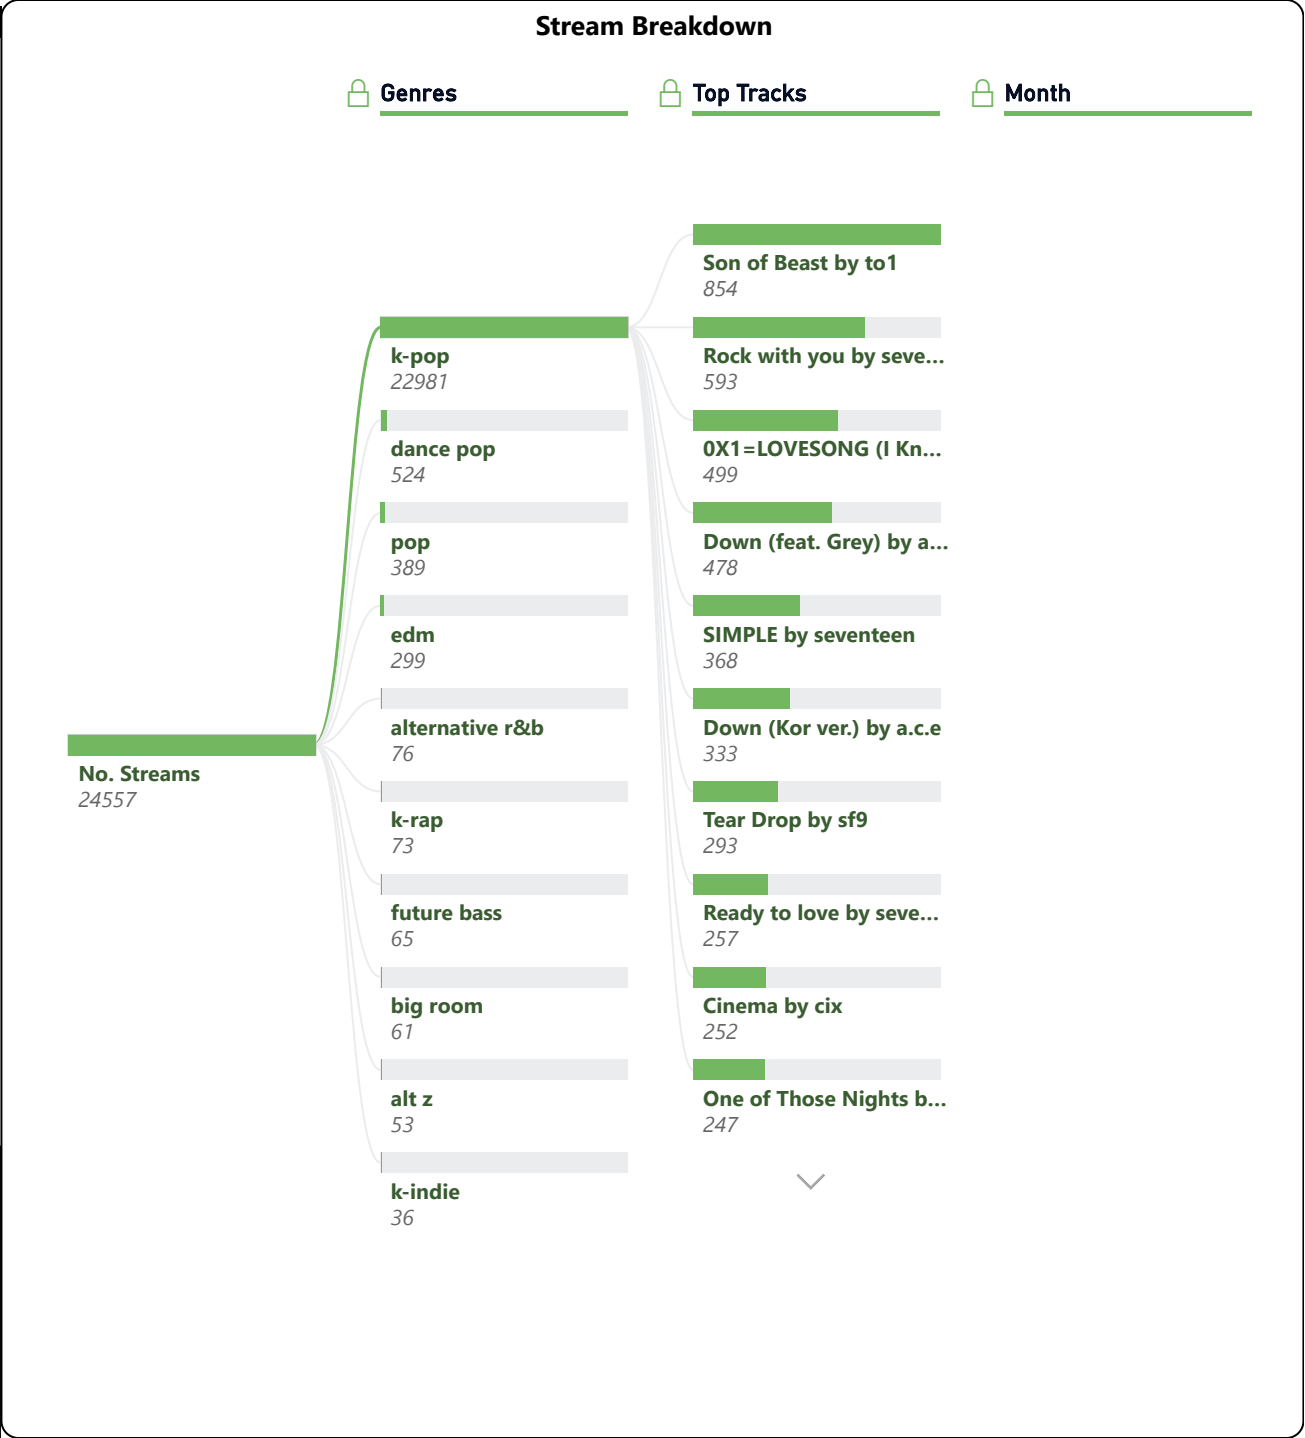 Stream Breakdown
Genres
Top Tracks
Month
No. Streams
24557
k-pop
22981
dance pop
524
pop
389
edm
299
alternative r&b
76
k-rap
73
future bass
65
big room
61
alt z
53
k-indie
36
Son of Beast by to1
854
Rock with you by seve...
593
0X1=LOVESONG (I Kn...
499
Down (feat. Grey) by a...
478
SIMPLE by seventeen
368
Down (Kor ver.) by a.c.e
333
Tear Drop by sf9
293
Ready to love by seve...
257
Cinema by cix
252
One of Those Nights b...
247